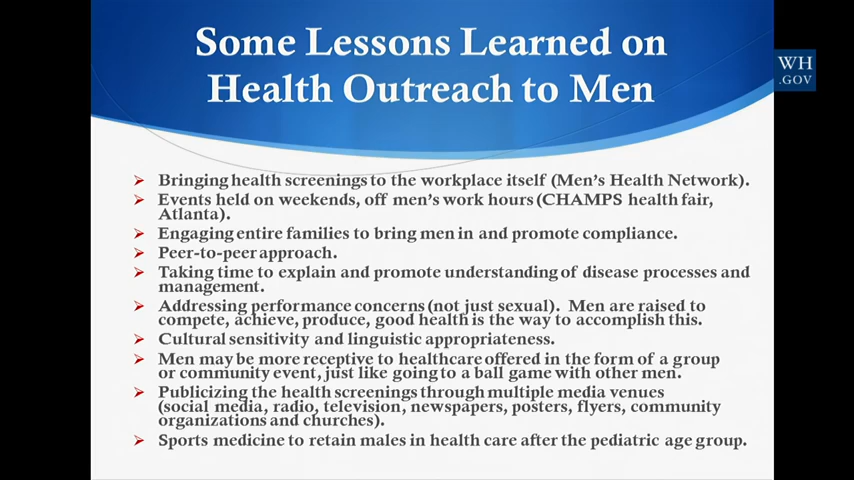 Some Lessons Learned on
Health Outreach to Men
WH
.GOV
Bringing health screenings to the workplace itself (Men's Health Network).
Events held on weekends, off men's work hours (CHAMPS health fair,
Atlanta).
Engaging entire families to bring men in and promote compliance.
Peer-to-peer approach.
Taking time to explain and promote understanding of disease processes and
management.
Addressing performance concerns (not just sexual). Men are raised to
compete, achieve, produce, good health is the way to accomplish this.
Cultural sensitivity and linguistic appropriateness.
Men may be more receptive to healthcare offered in the form of a group
or community event, just like going to a ball game with other men.
Publicizing the health screenings through multiple media venues
(social media, radio, television, newspapers, posters, flyers, community
organizations and churches).
Sports medicine to retain males in health care after the pediatric age group.